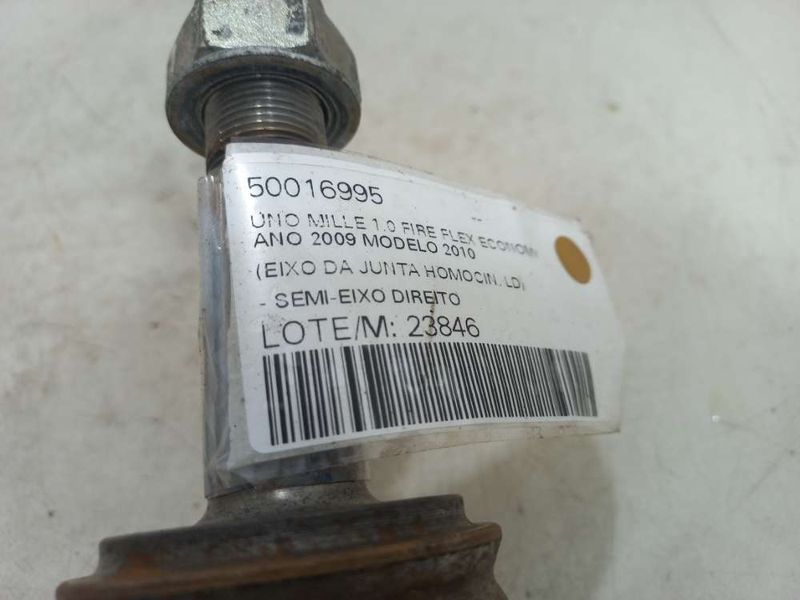 50016995
UNO MILLE 1.0 FIRE FLEX ECONOMY
ANO 2009 MODELO 2010
(EIXO DA JUNTA HOMOCIN. LD)
- SEMI-EIXO DIREITO
LOTE/M: 23846